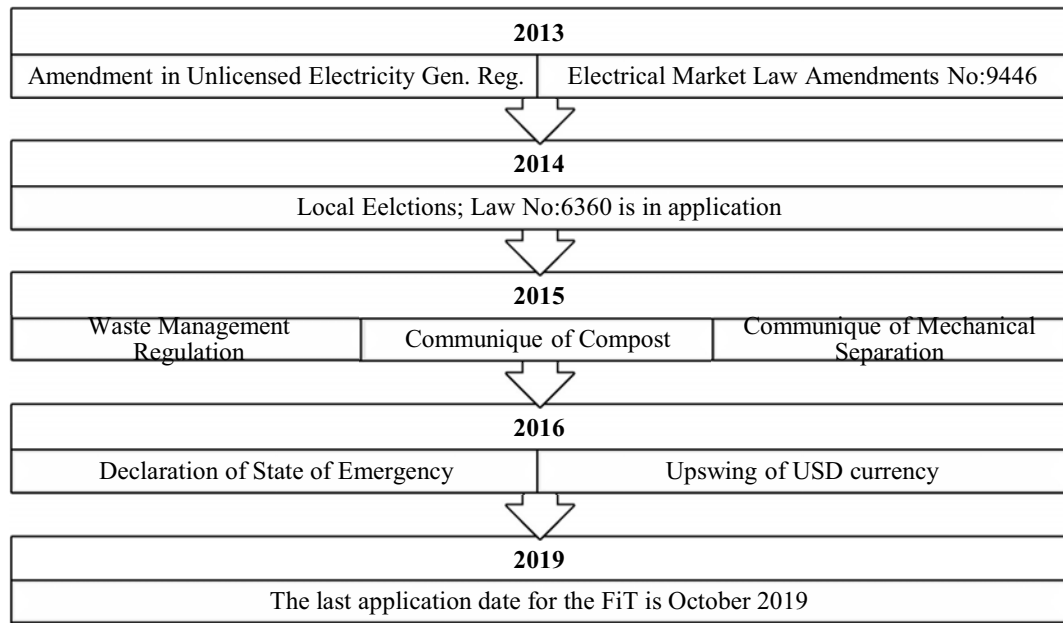 2013
Amendment in Unlicensed Electricity Gen. Reg.
Electrical Market Law Amendments No:9446
2014
Local Eelctions; Law No:6360 is in application
2015
Waste Management
Regulation
Communique of Compost
Communique of Mechanical
Separation
2016
Declaration of State of Emergency
Upswing of USD currency
2019
The last application date for the FiT is October 2019